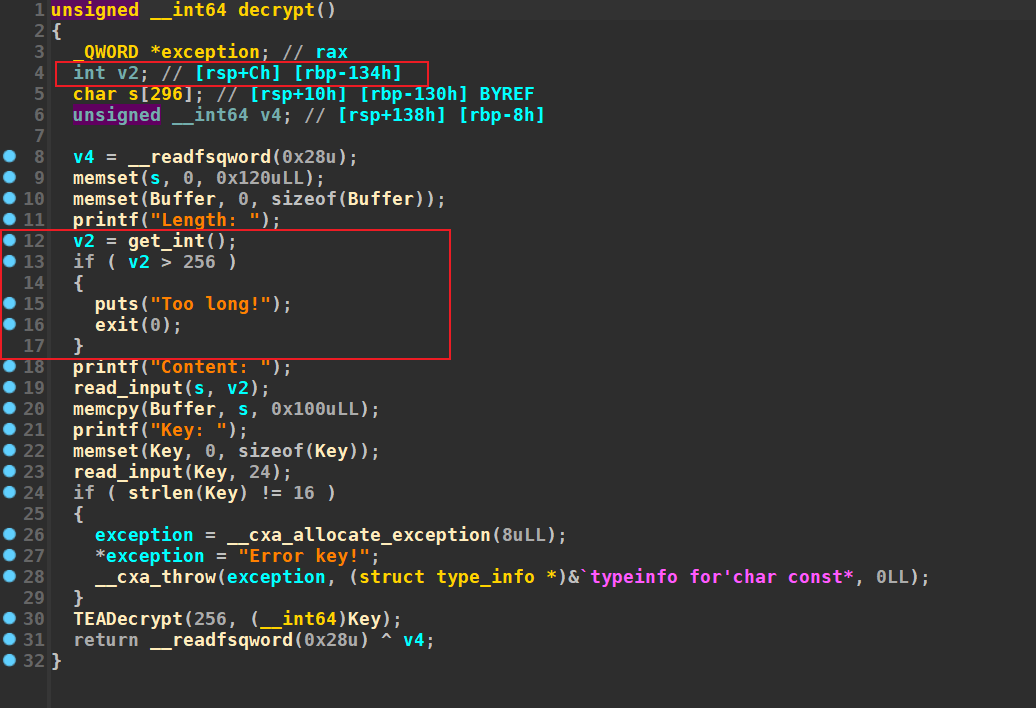 1 unsigned __int64 decrypt()
2 {
3   _QWORD *exception; // rax
4   int v2; // [rsp+Ch] [rbp-134h]
5   char s[296]; // [rsp+10h] [rbp-130h] BYREF
6   unsigned __int64 v4; // [rsp+138h] [rbp-8h]
7
8   v4 = __readfsqword(0x28u);
9   memset(s, 0, 0x120uLL);
10   memset(Buffer, 0, sizeof(Buffer));
11   printf("Length: ");
12   v2 = get_int();
13   if ( v2 > 256 )
14   {
15     puts("Too long!");
16     exit(0);
17   }
18   printf("Content: ");
19   read_input(s, v2);
20   memcpy(Buffer, s, 0x100uLL);
21   printf("Key: ");
22   memset(Key, 0, sizeof(Key));
23   read_input(Key, 24);
24   if ( strlen(Key) != 16 )
25   {
26     exception = __cxa_allocate_exception(8uLL);
27     *exception = "Error key!";
28     __cxa_throw(exception, (struct type_info *)&`typeinfo for'char const*, 0LL);
29   }
30   TEADecrypt(256, (__int64)Key);
31   return __readfsqword(0x28u) ^ v4;
32 }